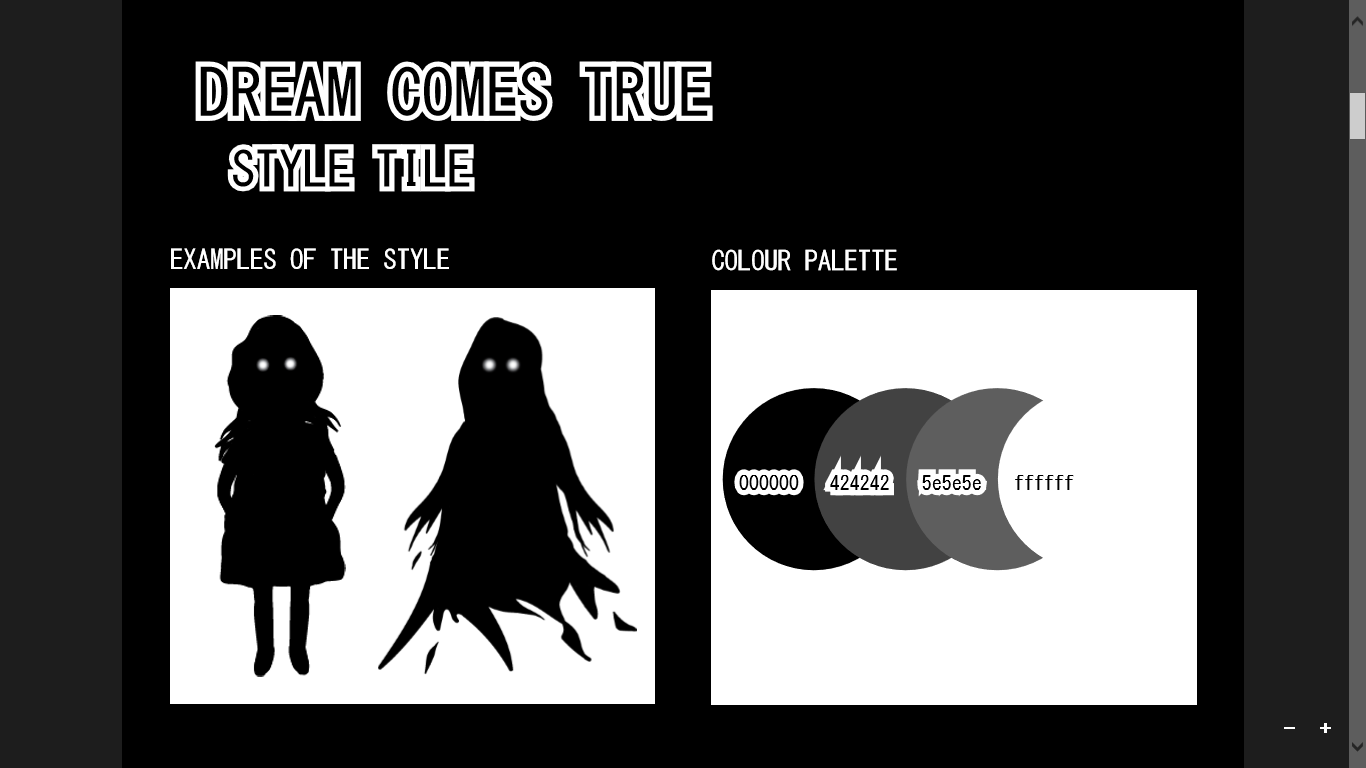 DREAM COMES TRUE
STYLE TILE
EXAMPLES OF THE STYLE
COLOUR PALETTE
000000
424242
5e5e5e
ffffff